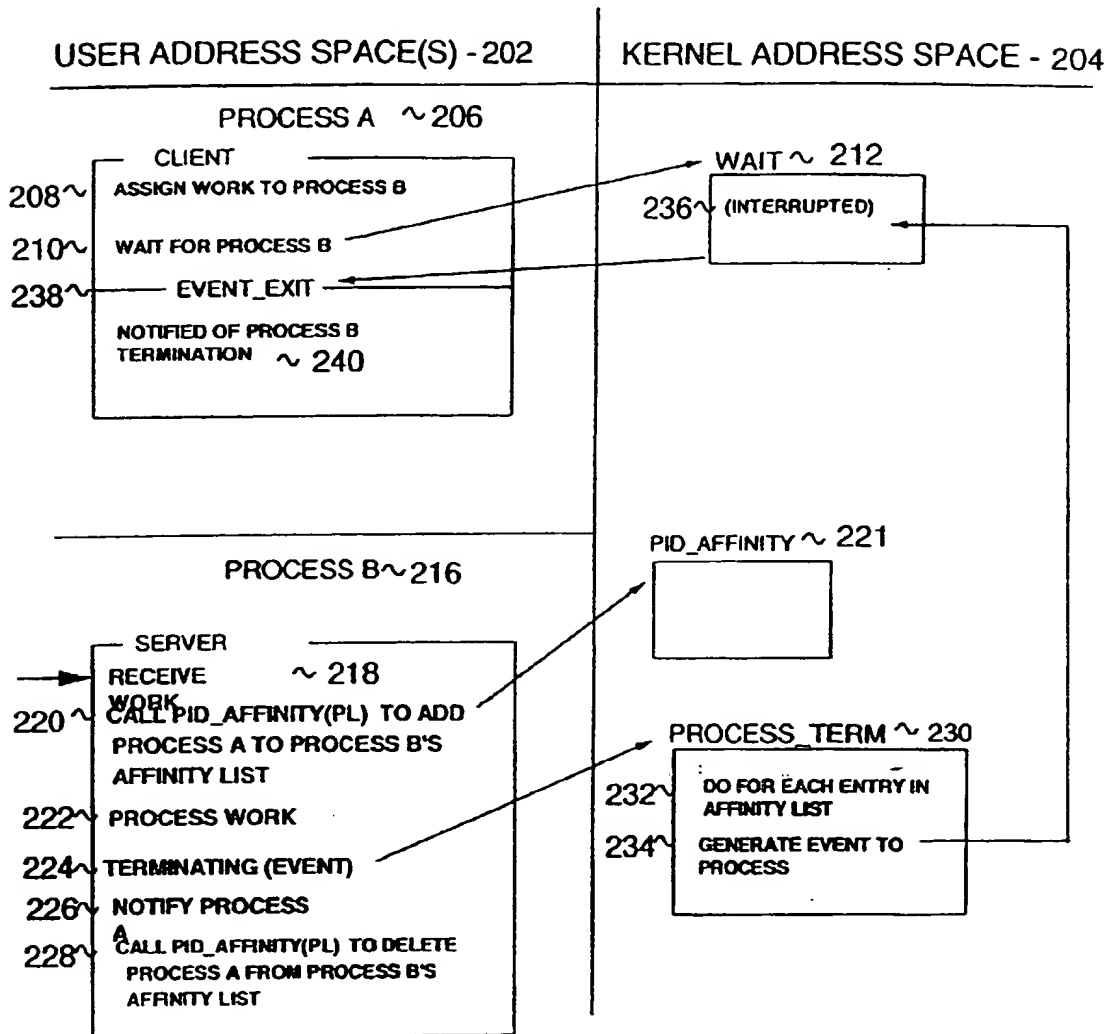 USER ADDRESS SPACE(S) - 202
KERNEL ADDRESS SPACE - 204
PROCESS A ~ 206
CLIENT
208~ ASSIGN WORK TO PROCESS B
210~ WAIT FOR PROCESS B
238~ EVENT_EXIT
NOTIFIED OF PROCESS B
TERMINATION ~ 240
WAIT ~ 212
236~ (INTERRUPTED)
PROCESS B~216
SERVER
RECEIVE ~ 218
WORK
220~ CALL PID_AFFINITY(PL) TO ADD
PROCESS A TO PROCESS B'S
AFFINITY LIST
222~ PROCESS WORK
224~ TERMINATING (EVENT)
226~ NOTIFY PROCESS
A
228~ CALL PID_AFFINITY(PL) TO DELETE
PROCESS A FROM PROCESS B'S
AFFINITY LIST
PID_AFFINITY ~ 221
PROCESS_TERM ~ 230
232~ DO FOR EACH ENTRY IN
AFFINITY LIST
234~ GENERATE EVENT TO
PROCESS